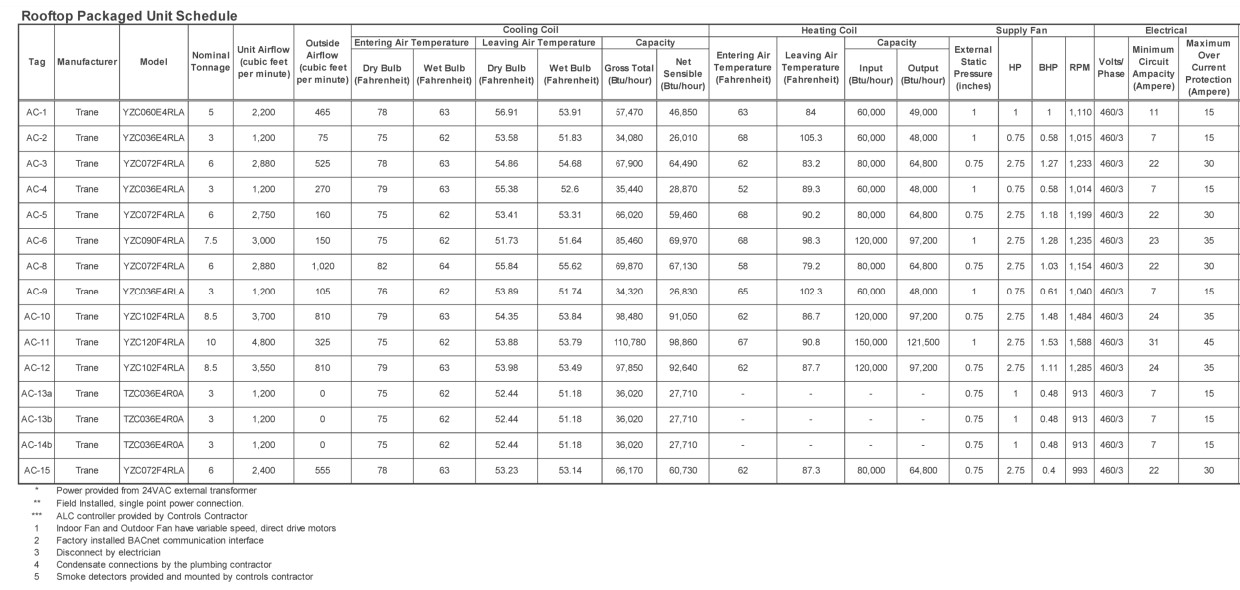 Rooftop Packaged Unit Schedule
Cooling Coil Heating Coil Supply Fan Electrical
Entering Air Temperature Leaving Air Temperature Capacity Capacity
Tag Manufacturer Model Nominal Tonnage Unit Airflow (cubic feet per minute) Outside Airflow (cubic feet per minute) Dry Bulb (Fahrenheit) Wet Bulb (Fahrenheit) Dry Bulb (Fahrenheit) Wet Bulb (Fahrenheit) Gross Total (Btu/hour) Net Sensible (Btu/hour) Entering Air Temperature (Fahrenheit) Leaving Air Temperature (Fahrenheit) Input (Btu/hour) Output (Btu/hour) External Static Pressure (inches) HP BHP RPM Volts/ Phase Minimum Circuit Ampacity (Ampere) Maximum Over Current Protection (Ampere)
AC-1 Trane YZC060E4RLA 5 2,200 465 78 63 56.91 53.91 57,470 46,850 63 84 60,000 49,000 1 1 1 1,110 460/3 11 15
AC-2 Trane YZC036E4RLA 3 1,200 75 75 62 53.58 51.83 34,080 26,010 68 105.3 60,000 48,000 1 0.75 0.58 1,015 460/3 7 15
AC-3 Trane YZC072F4RLA 6 2,880 525 78 63 54.86 54.68 67,900 64,490 62 83.2 80,000 64,800 0.75 2.75 1.27 1,233 460/3 22 30
AC-4 Trane YZC036E4RLA 3 1,200 270 79 63 55.38 52.6 35,440 28,870 52 89.3 60,000 48,000 1 0.75 0.58 1,014 460/3 7 15
AC-5 Trane YZC072F4RLA 6 2,750 160 75 62 53.41 53.31 66,020 59,460 68 90.2 80,000 64,800 0.75 2.75 1.18 1,199 460/3 22 30
AC-6 Trane YZC090F4RLA 7.5 3,000 150 75 62 51.73 51.64 85,460 69,970 68 98.3 120,000 97,200 1 2.75 1.28 1,235 460/3 23 35
AC-8 Trane YZC072F4RLA 6 2,880 1,020 82 64 55.84 55.62 69,870 67,130 58 79.2 80,000 64,800 0.75 2.75 1.03 1,154 460/3 22 30
AC-9 Trane YZC036E4RLA 3 1,200 105 76 62 53.89 51.74 34,320 26,830 65 102.3 60,000 48,000 1 0.75 0.61 1,040 460/3 7 15
AC-10 Trane YZC102F4RLA 8.5 3,700 810 79 63 54.35 53.84 98,480 91,050 62 86.7 120,000 97,200 0.75 2.75 1.48 1,484 460/3 24 35
AC-11 Trane YZC120F4RLA 10 4,800 325 75 62 53.88 53.79 110,780 98,860 67 90.8 150,000 121,500 1 2.75 1.53 1,588 460/3 31 45
AC-12 Trane YZC102F4RLA 8.5 3,550 810 79 63 53.98 53.49 97,850 92,640 62 87.7 120,000 97,200 0.75 2.75 1.11 1,285 460/3 24 35
AC-13a Trane TZC036E4R0A 3 1,200 0 75 62 52.44 51.18 36,020 27,710 - - - - 0.75 1 0.48 913 460/3 7 15
AC-13b Trane TZC036E4R0A 3 1,200 0 75 62 52.44 51.18 36,020 27,710 - - - - 0.75 1 0.48 913 460/3 7 15
AC-14b Trane TZC036E4R0A 3 1,200 0 75 62 52.44 51.18 36,020 27,710 - - - - 0.75 1 0.48 913 460/3 7 15
AC-15 Trane YZC072F4RLA 6 2,400 555 78 63 53.23 53.14 66,170 60,730 62 87.3 80,000 64,800 0.75 2.75 0.4 993 460/3 22 30
* Power provided from 24VAC external transformer
** Field Installed, single point power connection.
*** ALC controller provided by Controls Contractor
1 Indoor Fan and Outdoor Fan have variable speed, direct drive motors
2 Factory installed BACnet communication interface
3 Disconnect by electrician
4 Condensate connections by the plumbing contractor
5 Smoke detectors provided and mounted by controls contractor